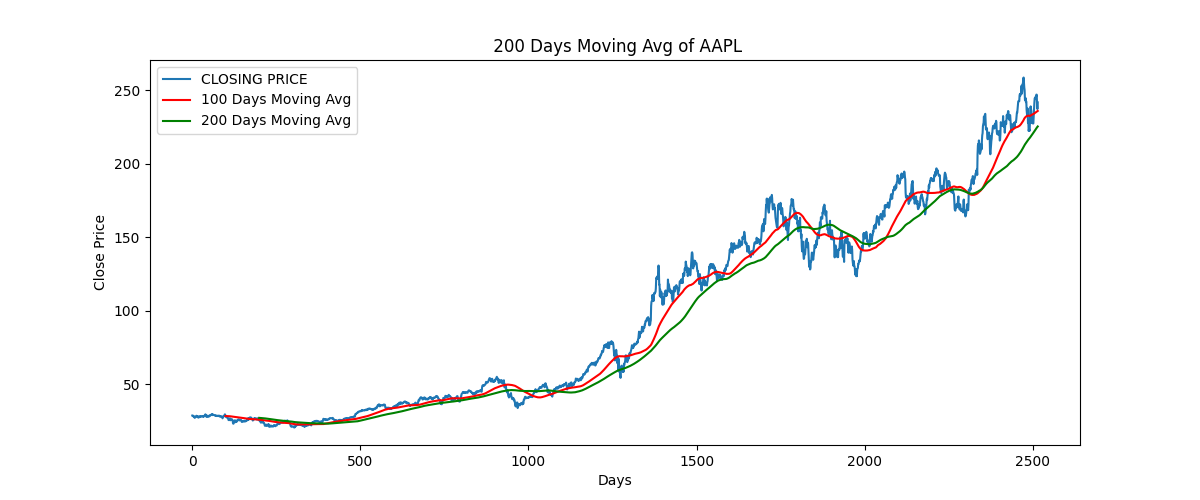 200 Days Moving Avg of AAPL
CLOSING PRICE
100 Days Moving Avg
200 Days Moving Avg
250
200
150
100
50
Close Price
0 500 1000 1500 2000 2500
Days